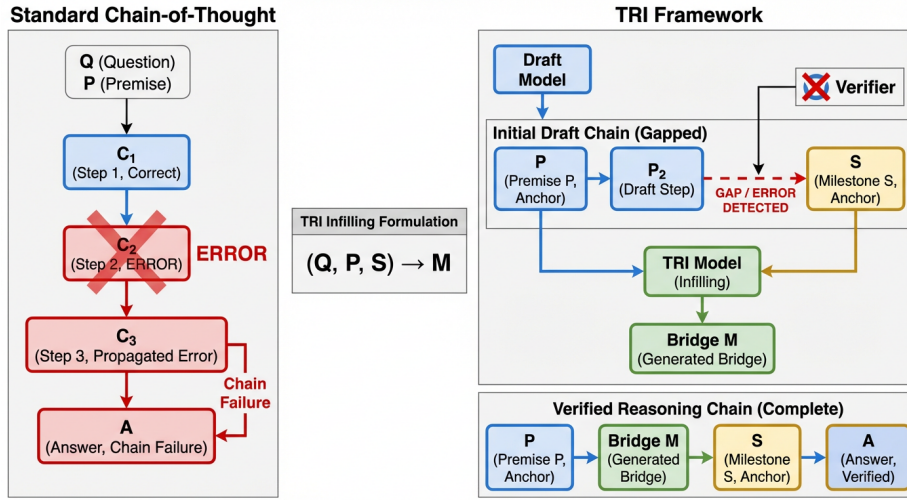 Standard Chain-of-Thought
Q (Question)
P (Premise)
C₁
(Step 1, Correct)
C₂
(Step 2, ERROR)
ERROR
C₃
(Step 3, Propagated Error)
Chain
Failure
A
(Answer, Chain Failure)
TRI Infilling Formulation
(Q, P, S) → M
TRI Framework
Draft
Model
Verifier
Initial Draft Chain (Gapped)
P
(Premise P,
Anchor)
P₂
(Draft Step)
GAP / ERROR
DETECTED
S
(Milestone S,
Anchor)
TRI Model
(Infilling)
Bridge M
(Generated Bridge)
Verified Reasoning Chain (Complete)
P
(Premise P,
Anchor)
Bridge M
(Generated
Bridge)
S
(Milestone
S, Anchor)
A
(Answer,
Verified)